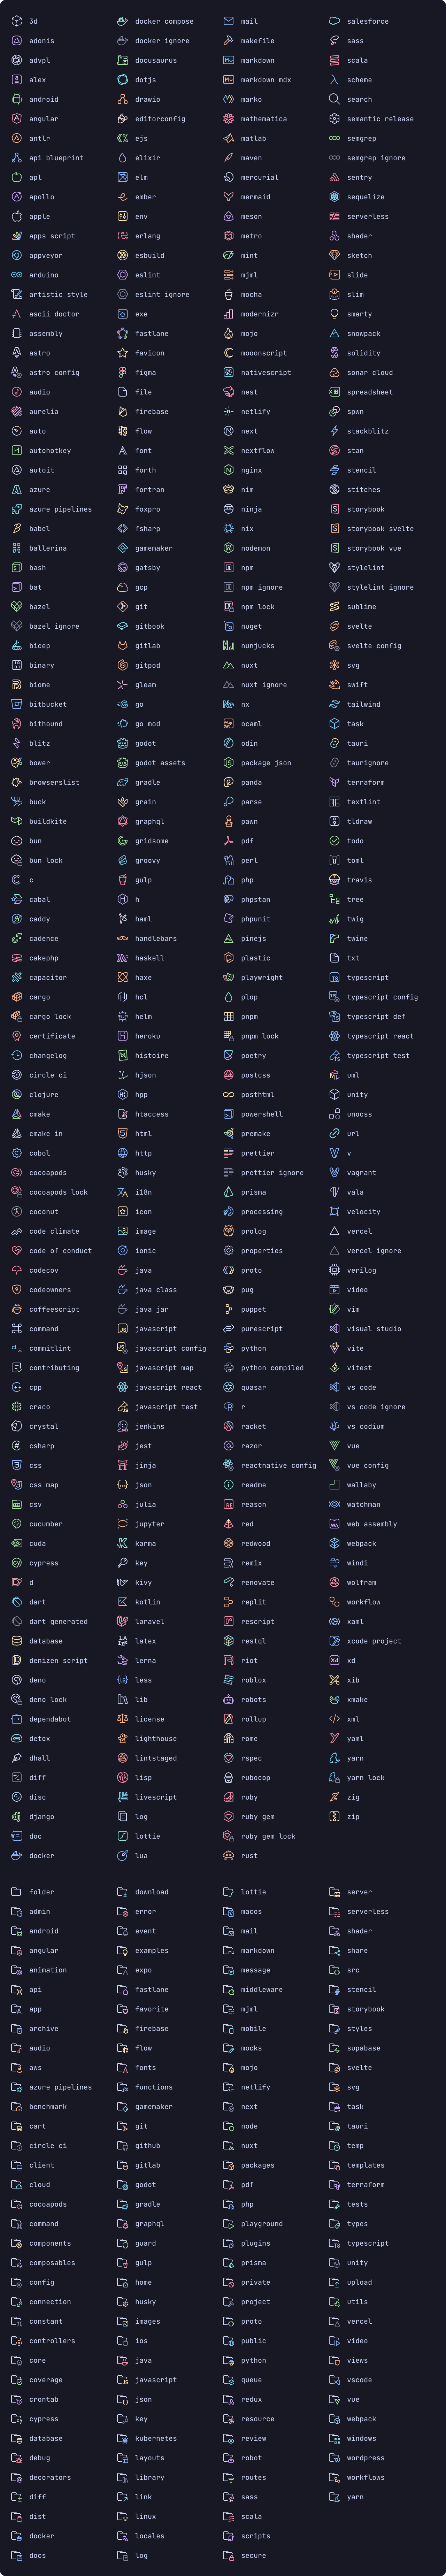 3d
adonis
advpl
alex
android
angular
antlr
api blueprint
apl
apollo
apple
apps script
appveyor
arduino
artistic style
ascii doctor
assembly
astro
astro config
audio
aurelia
auto
autohotkey
autoit
azure
azure pipelines
babel
ballerina
bash
bat
bazel
bazel ignore
bicep
binary
biome
bitbucket
bithound
blitz
bower
browserslist
buck
buildkite
bun
bun lock
c
cabal
caddy
cadence
cakephp
capacitor
cargo
cargo lock
certificate
changelog
circle ci
clojure
cmake
cmake in
cobol
cocoapods
cocoapods lock
coconut
code climate
code of conduct
codecov
codeowners
coffeescript
command
commitlint
contributing
cpp
craco
crystal
csharp
css
css map
csv
cucumber
cuda
cypress
d
dart
dart generated
database
denizen script
deno
deno lock
dependabot
detox
dhall
diff
disc
django
doc
docker
docker compose
docker ignore
docusaurus
dotjs
drawio
editorconfig
ejs
elixir
elm
ember
env
erlang
esbuild
eslint
eslint ignore
exe
fastlane
favicon
figma
file
firebase
flow
font
forth
fortran
foxpro
fsharp
gamemaker
gatsby
gcp
git
gitbook
gitlab
gitpod
gleam
go
go mod
godot
godot assets
gradle
grain
graphql
gridsome
groovy
gulp
h
haml
handlebars
haskell
haxe
hcl
helm
heroku
histoire
hjson
hpp
htaccess
html
http
husky
i18n
icon
image
ionic
java
java class
java jar
javascript
javascript config
javascript map
javascript react
javascript test
jenkins
jest
jinja
json
julia
jupyter
karma
key
kivy
kotlin
laravel
latex
lerna
less
lib
license
lighthouse
lintstaged
lisp
livescript
log
lottie
lua
mail
makefile
markdown
markdown mdx
marko
mathematica
matlab
maven
mercurial
mermaid
meson
metro
mint
mjml
mocha
modernizr
mojo
mooonscript
nativescript
nest
netlify
next
nextflow
nginx
nim
ninja
nix
nodemon
npm
npm ignore
npm lock
nuget
nunjucks
nuxt
nuxt ignore
nx
ocaml
odin
package json
panda
parse
pawn
pdf
perl
php
phpstan
phpunit
pinejs
plastic
playwright
plop
pnpm
pnpm lock
poetry
postcss
posthtml
powershell
premake
prettier
prettier ignore
prisma
processing
prolog
properties
proto
pug
puppet
purescript
python
python compiled
quasar
r
racket
razor
reactnative config
readme
reason
red
redwood
remix
renovate
replit
rescript
restql
riot
roblox
robots
rollup
rome
rspec
rubocop
ruby
ruby gem
ruby gem lock
rust
salesforce
sass
scala
scheme
search
semantic release
semgrep
semgrep ignore
sentry
sequelize
serverless
shader
sketch
slide
slim
smarty
snowpack
solidity
sonar cloud
spreadsheet
spwn
stackblitz
stan
stencil
stitches
storybook
storybook svelte
storybook vue
stylelint
stylelint ignore
sublime
svelte
svelte config
svg
swift
tailwind
task
tauri
taurignore
terraform
textlint
tldraw
todo
toml
travis
tree
twig
twine
txt
typescript
typescript config
typescript def
typescript react
typescript test
uml
unity
unocss
url
v
vagrant
vala
velocity
vercel
vercel ignore
verilog
video
vim
visual studio
vite
vitest
vs code
vs code ignore
vs codium
vue
vue config
wallaby
watchman
web assembly
webpack
windi
wolfram
workflow
xaml
xcode project
xd
xib
xmake
xml
yaml
yarn
yarn lock
zig
zip
folder
admin
android
angular
animation
api
app
archive
audio
aws
azure pipelines
benchmark
cart
circle ci
client
cloud
cocoapods
command
components
composables
config
connection
constant
controllers
core
coverage
crontab
cypress
database
debug
decorators
diff
dist
docker
docs
download
error
event
examples
expo
fastlane
favorite
firebase
flow
fonts
functions
gamemaker
git
github
gitlab
godot
gradle
graphql
guard
gulp
home
husky
images
ios
java
javascript
json
key
kubernetes
layouts
library
link
linux
locales
log
lottie
macos
mail
markdown
message
middleware
mjml
mobile
mocks
mojo
netlify
next
node
nuxt
packages
pdf
php
playground
plugins
prisma
private
project
proto
public
python
queue
redux
resource
review
robot
routes
sass
scala
scripts
secure
server
serverless
shader
share
src
stencil
storybook
styles
supabase
svelte
svg
task
tauri
temp
templates
terraform
tests
types
typescript
unity
upload
utils
vercel
video
views
vscode
vue
webpack
windows
wordpress
workflows
yarn